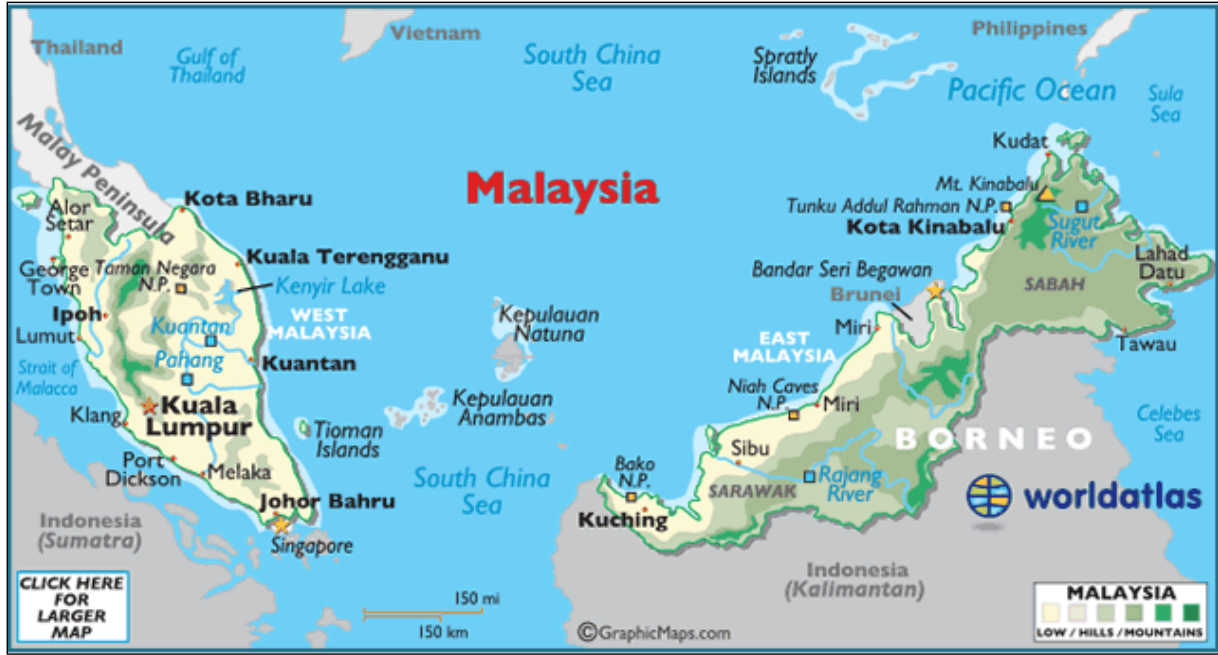 Thailand
Gulf of
Thailand
Vietnam
South China
Sea
Spratly
Islands
Philippines
Pacific Ocean
Sula
Sea
Malay Peninsula
Malaysia
Kudat
Mt. Kinabalu
Tunku Addul Rahman N.P.
Kota Kinabalu
Sugut
River
Lahad
Datu
SABAH
Bandar Seri Begawan
Brunei
Miri
Tawau
Kota Bharu
Alor
Setar
George
Town
Taman Negara
N.P.
Kuala Terengganu
Kenyir Lake
Ipoh
Lumut
Kuantan
WEST
MALAYSIA
Pahang
Kuantan
Strait of
Malacca
Klang
Kuala
Lumpur
Port
Dickson
Melaka
Johor Bahru
Singapore
Tioman
Islands
Kepulauan
Natuna
Kepulauan
Anambas
South China
Sea
EAST
MALAYSIA
Niah Caves
N.P.
Miri
Sibu
Bako
N.P.
Kuching
SARAWAK
Rajang
River
BORNEO
Celebes
Sea
worldatlas
Indonesia
(Sumatra)
Indonesia
(Kalimantan)
CLICK HERE
FOR
LARGER
MAP
150 mi
150 km
©GraphicMaps.com
MALAYSIA
LOW / HILLS / MOUNTAINS